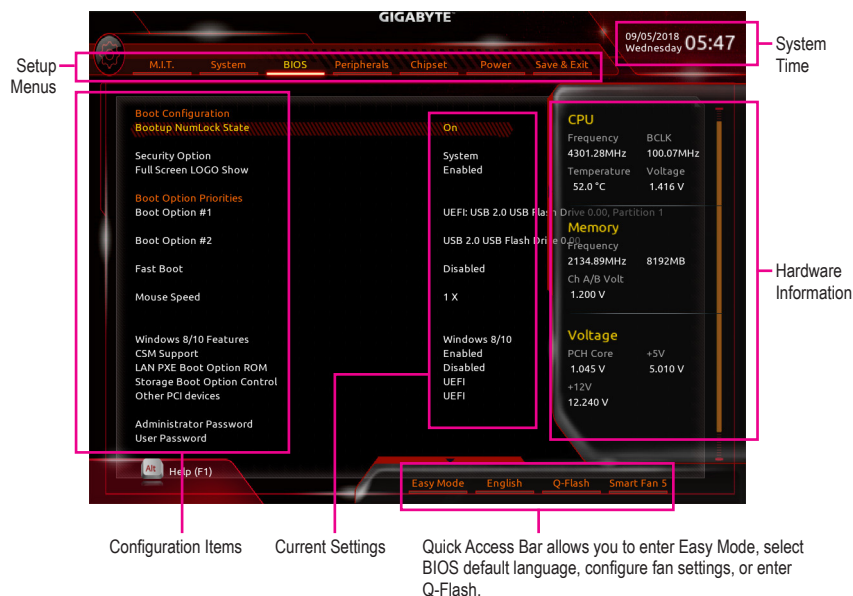 GIGABYTE™
09/05/2018
Wednesday 05:47
System
Time
Setup
Menus
M.I.T. System BIOS Peripherals Chipset Power Save & Exit
Boot Configuration
Bootup NumLock State On
Security Option System
Full Screen LOGO Show Enabled
Boot Option Priorities
Boot Option #1 UEFI: USB 2.0 USB Flash Drive 0.00, Partition 1
Boot Option #2 USB 2.0 USB Flash Drive 0.00
Fast Boot Disabled
Mouse Speed 1 X
Windows 8/10 Features Windows 8/10
CSM Support Enabled
LAN PXE Boot Option ROM Disabled
Storage Boot Option Control UEFI
Other PCI devices UEFI
Administrator Password
User Password
CPU
Frequency BCLK
4301.28MHz 100.07MHz
Temperature Voltage
52.0 °C 1.416 V
Memory
Frequency
2134.89MHz 8192MB
Ch A/B Volt
1.200 V
Voltage
PCH Core +5V
1.045 V 5.010 V
+12V
12.240 V
Hardware
Information
Alt Help (F1)
Easy Mode English Q-Flash Smart Fan 5
Configuration Items
Current Settings
Quick Access Bar allows you to enter Easy Mode, select
BIOS default language, configure fan settings, or enter
Q-Flash.